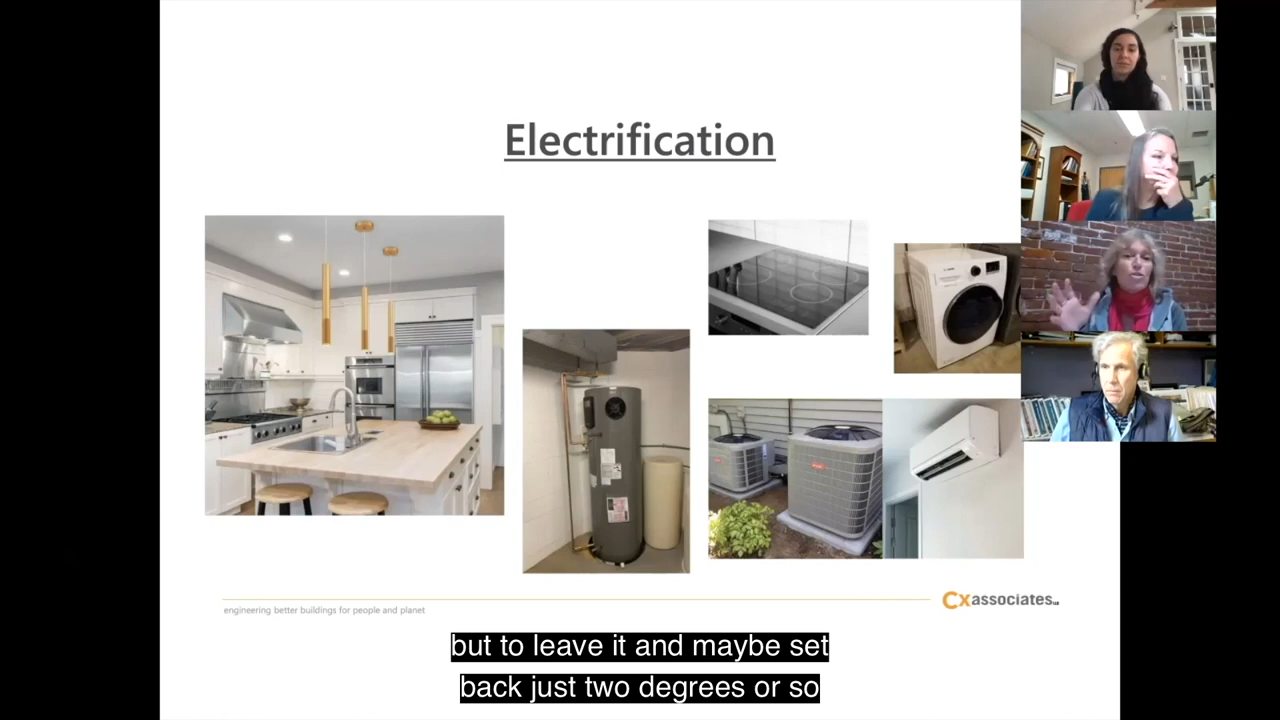 Electrification
engineering better buildings for people and planet
Cxassociates
but to leave it and maybe set
back just two degrees or so